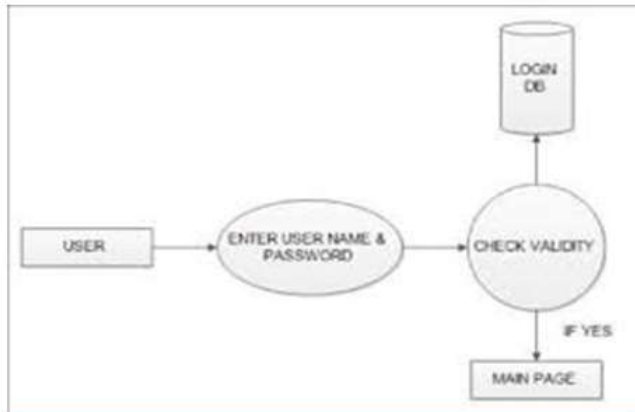 LOGIN
DB
USER
ENTER USER NAME &
PASSWORD
CHECK VALIDITY
IF YES
MAIN PAGE